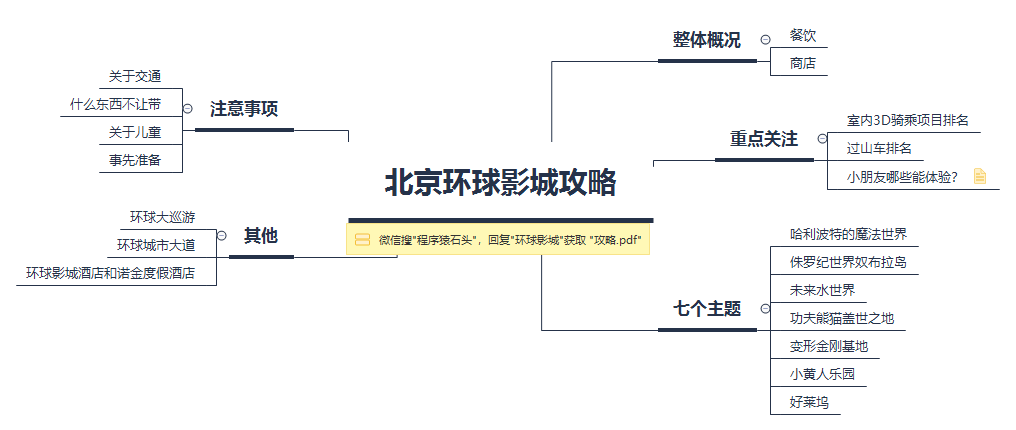 北京环球影城攻略
微信搜"程序猿石头"，回复"环球影城"获取 "攻略.pdf"
整体概况
餐饮
商店
重点关注
室内3D骑乘项目排名
过山车排名
小朋友哪些能体验？
七个主题
哈利波特的魔法世界
侏罗纪世界奴布拉岛
未来水世界
功夫熊猫盖世之地
变形金刚基地
小黄人乐园
好莱坞
注意事项
关于交通
什么东西不让带
关于儿童
事先准备
其他
环球大巡游
环球城市大道
环球影城酒店和诺金度假酒店